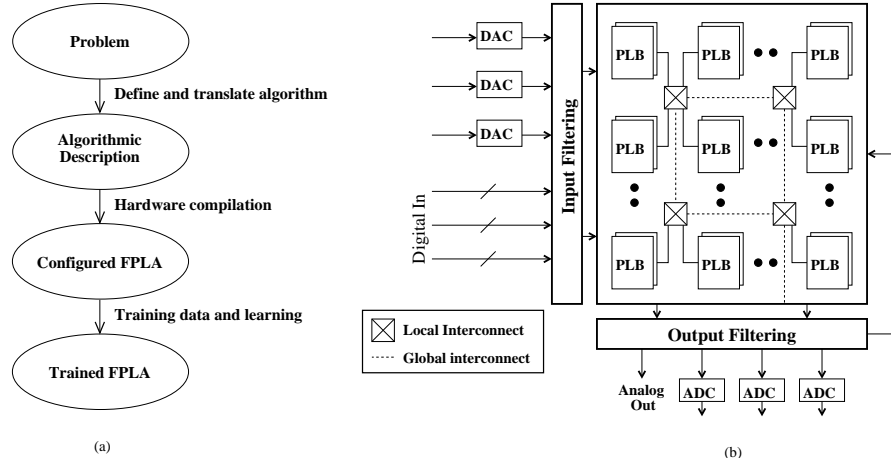 Problem
Define and translate algorithm
Algorithmic
Description
Hardware compilation
Configured FPLA
Training data and learning
Trained FPLA
(a)
DAC
DAC
DAC
Digital In
Input Filtering
PLB
PLB
PLB
PLB
PLB
PLB
PLB
PLB
PLB
Local Interconnect
Global interconnect
Output Filtering
Analog
Out
ADC
ADC
ADC
(b)